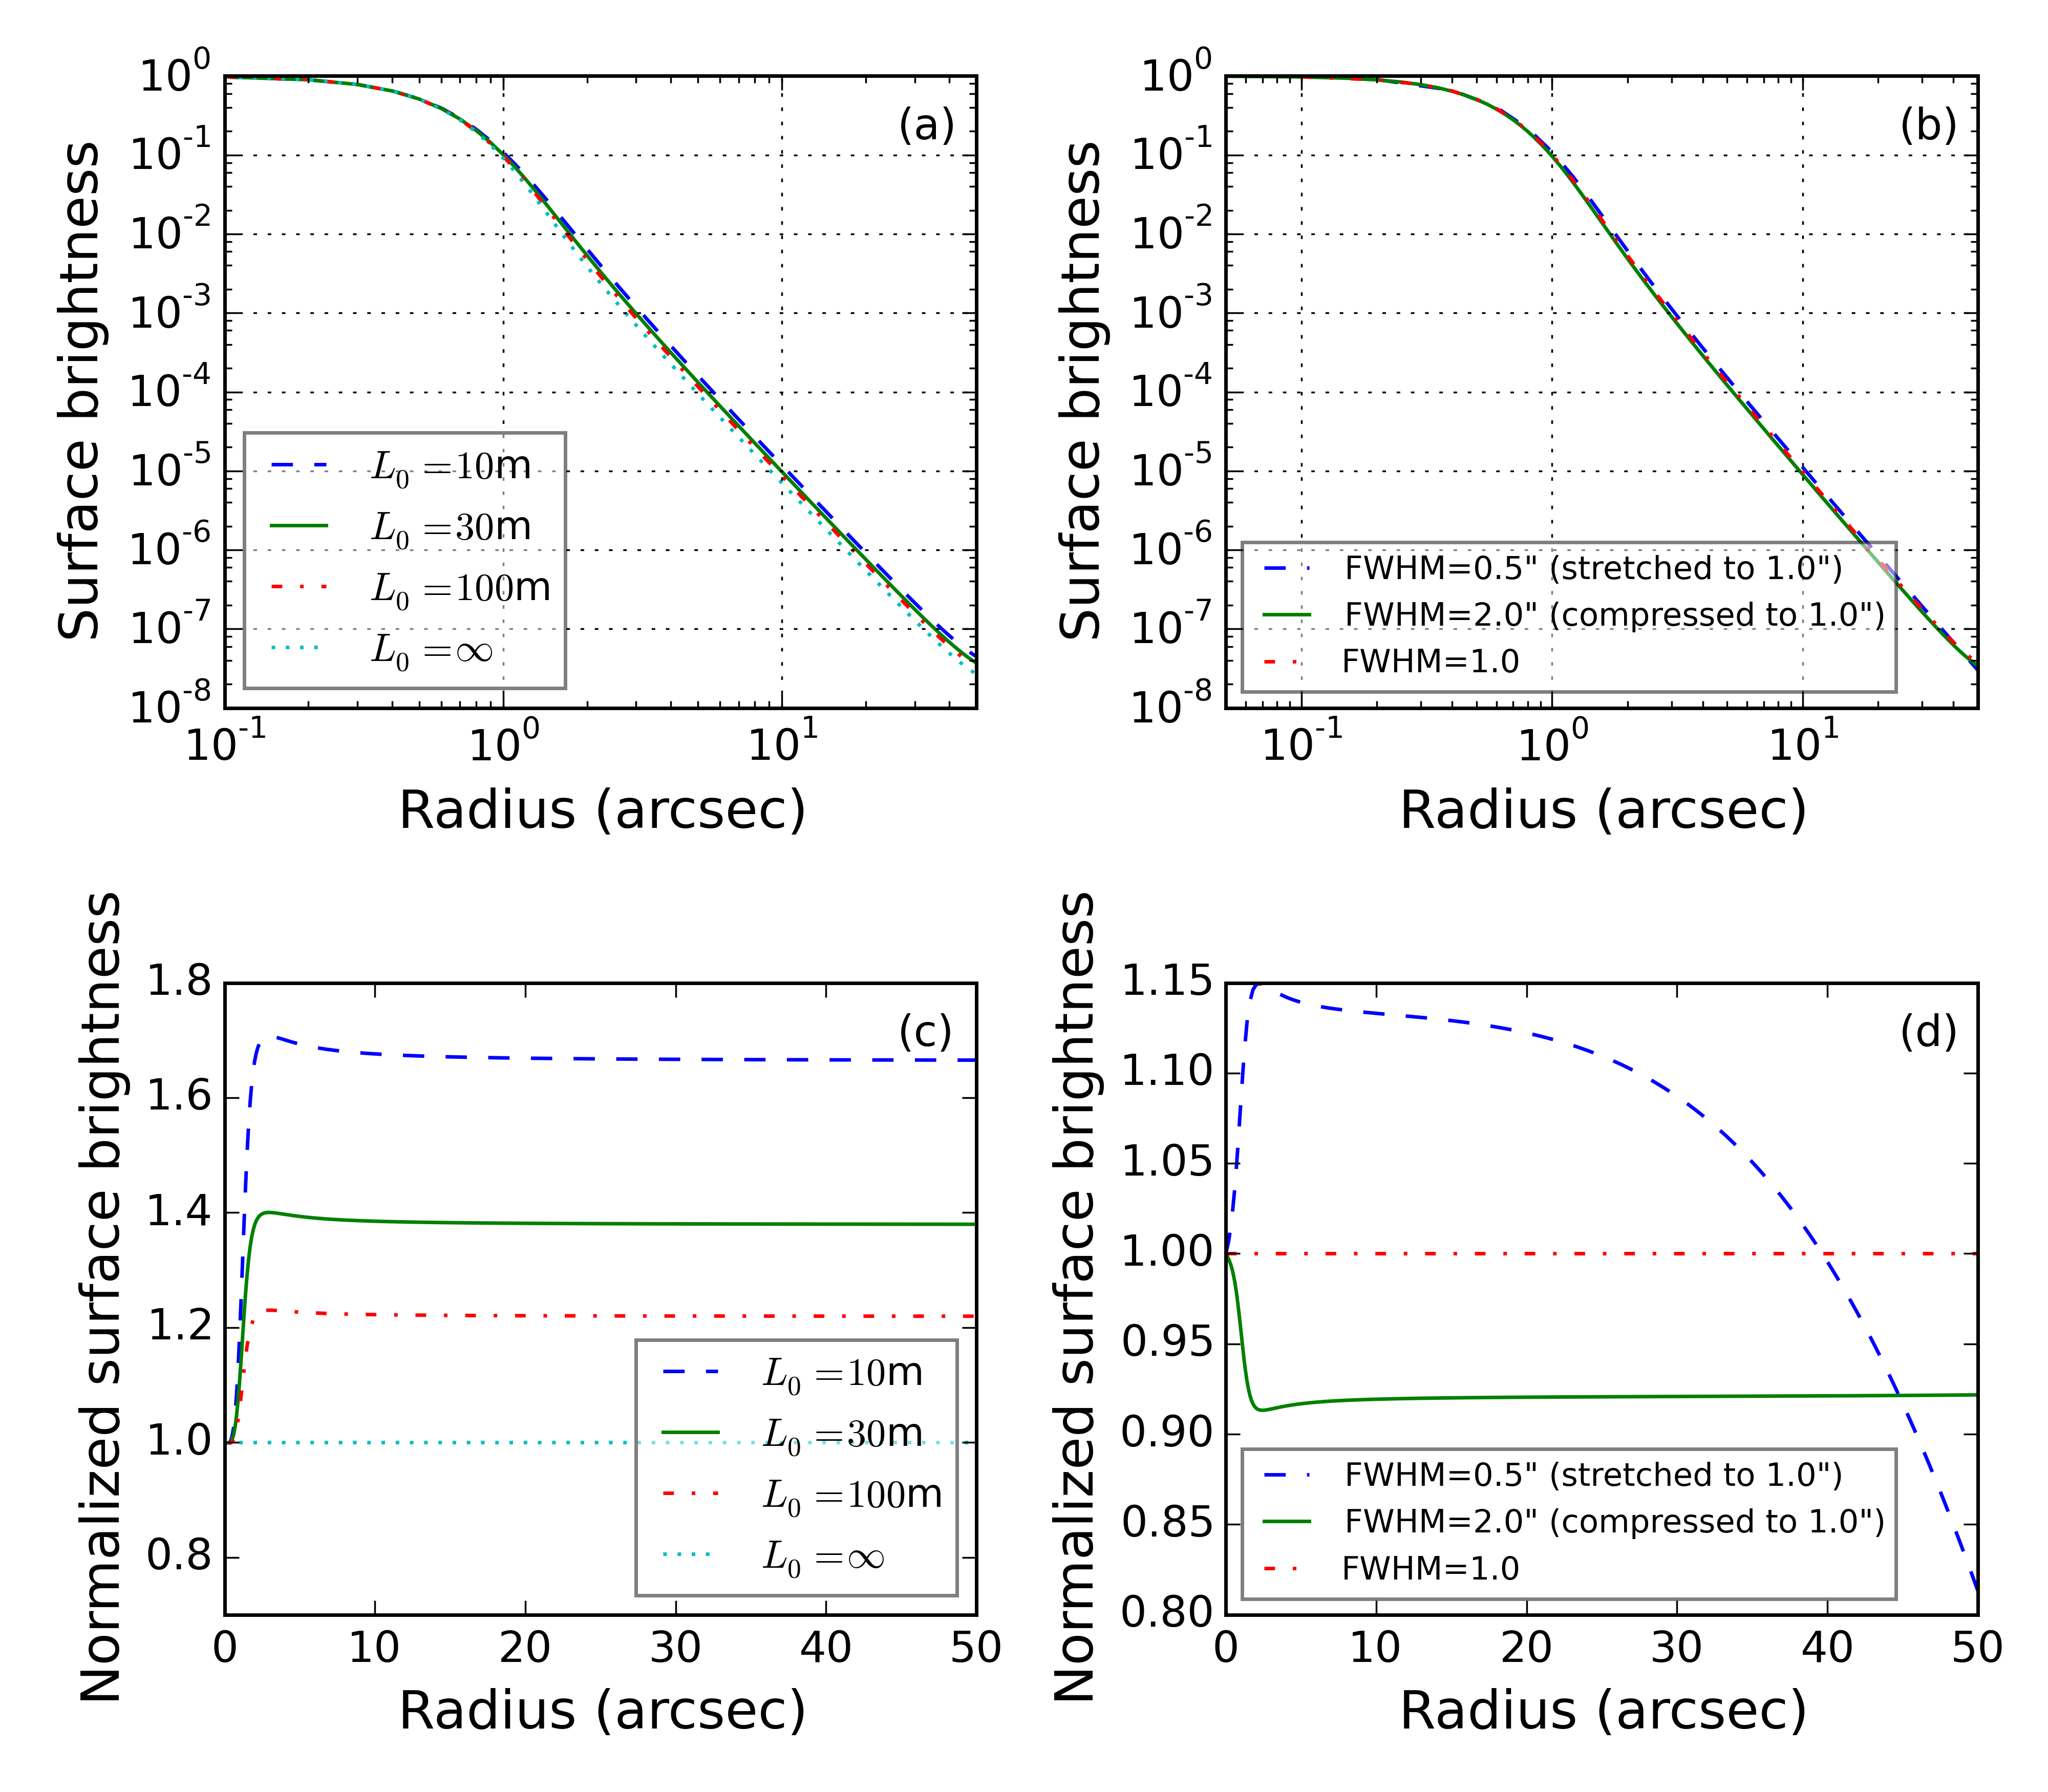 (a)
Surface brightness
10^0
10^-1
10^-2
10^-3
10^-4
10^-5
10^-6
10^-7
10^-8
L_0 = 10m
L_0 = 30m
L_0 = 100m
L_0 = ∞
10^-1 10^0 10^1
Radius (arcsec)
(b)
Surface brightness
10^0
10^-1
10^-2
10^-3
10^-4
10^-5
10^-6
10^-7
10^-8
FWHM=0.5" (stretched to 1.0")
FWHM=2.0" (compressed to 1.0")
FWHM=1.0
10^-1 10^0 10^1
Radius (arcsec)
(c)
Normalized surface brightness
1.8
1.6
1.4
1.2
1.0
0.8
L_0 = 10m
L_0 = 30m
L_0 = 100m
L_0 = ∞
0 10 20 30 40 50
Radius (arcsec)
(d)
Normalized surface brightness
1.15
1.10
1.05
1.00
0.95
0.90
0.85
0.80
FWHM=0.5" (stretched to 1.0")
FWHM=2.0" (compressed to 1.0")
FWHM=1.0
0 10 20 30 40 50
Radius (arcsec)